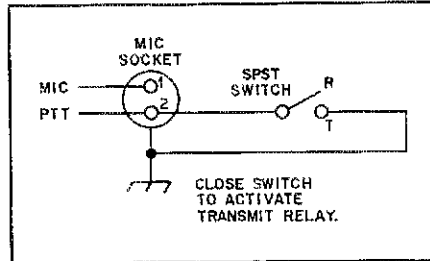 MIC
SOCKET
SPST
SWITCH
R
MIC
1
PTT
2
T
CLOSE SWITCH
TO ACTIVATE
TRANSMIT RELAY.